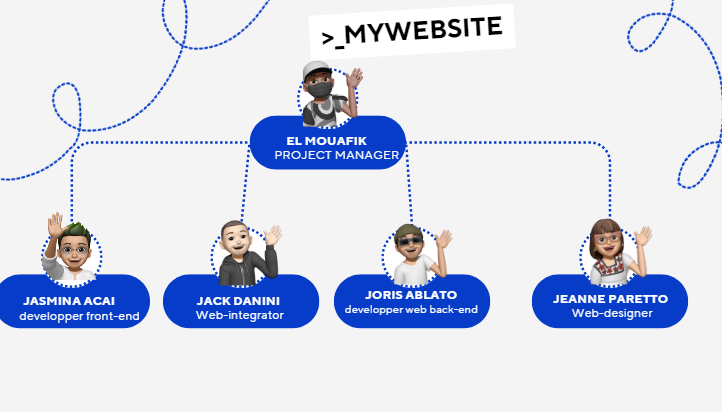 >_MYWEBSITE
EL MOUAFIK
PROJECT MANAGER
JASMINA ACAI
developper front-end
JACK DANINI
Web-integrator
JORIS ABLATO
developper web back-end
JEANNE PARETTO
Web-designer